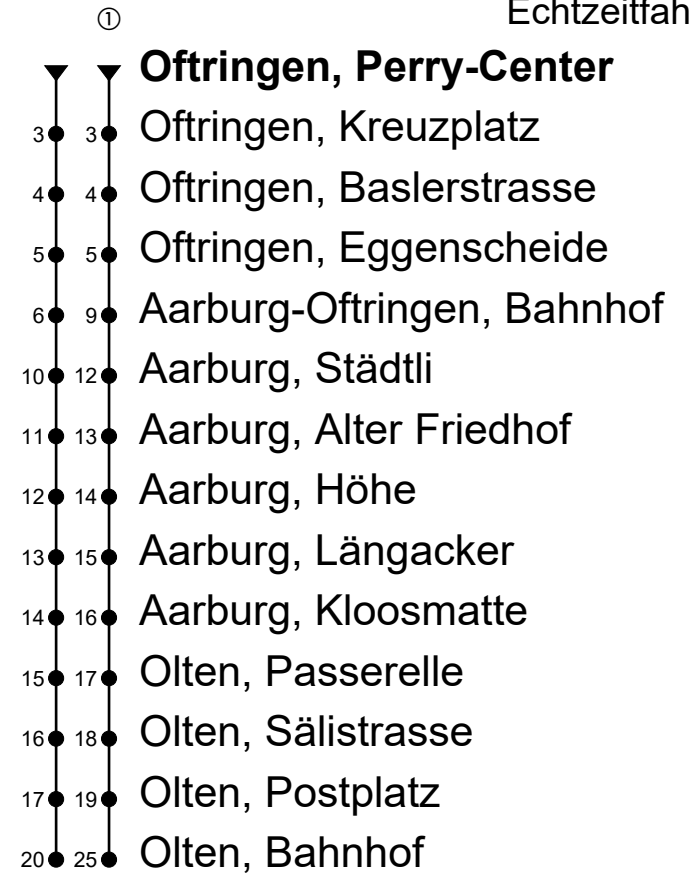 ① Echtzeitfah
Oftringen, Perry-Center
3 3 Oftringen, Kreuzplatz
4 4 Oftringen, Baslerstrasse
5 5 Oftringen, Eggenscheide
6 9 Aarburg-Oftringen, Bahnhof
10 12 Aarburg, Städtli
11 13 Aarburg, Alter Friedhof
12 14 Aarburg, Höhe
13 15 Aarburg, Längacker
14 16 Aarburg, Kloosmatte
15 17 Olten, Passerelle
16 18 Olten, Sälistrasse
17 19 Olten, Postplatz
20 25 Olten, Bahnhof